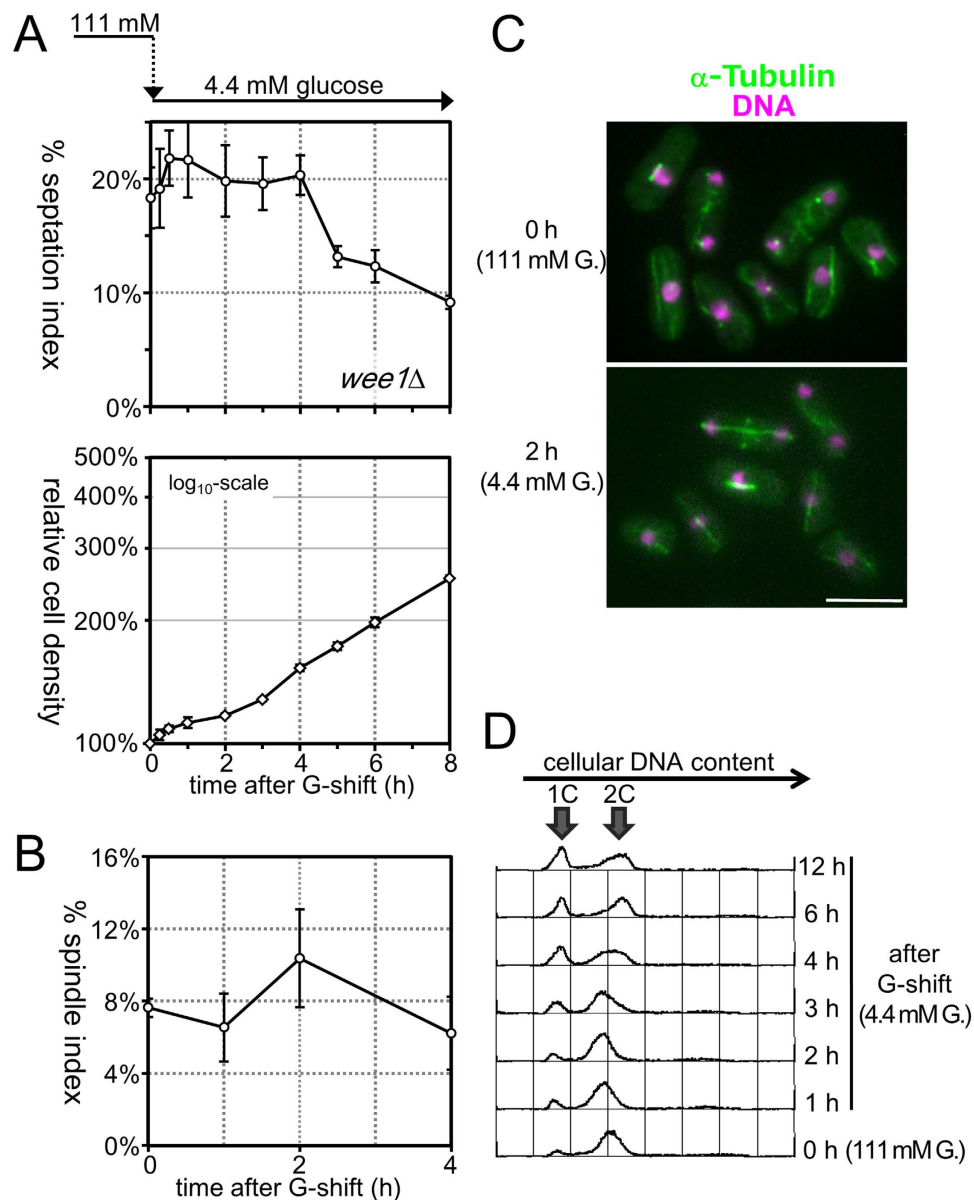 A
111 mM
4.4 mM glucose
% septation index
20%
10%
0%
wee1Δ
relative cell density
log₁₀-scale
500%
400%
300%
200%
100%
0 2 4 6 8
time after G-shift (h)
B
% spindle index
16%
12%
8%
4%
0%
0 2 4
time after G-shift (h)
C
α-Tubulin
DNA
0 h
(111 mM G.)
2 h
(4.4 mM G.)
D
cellular DNA content
1C 2C
12 h
6 h
4 h
3 h
2 h
1 h
0 h (111 mM G.)
after
G-shift
(4.4 mM G.)